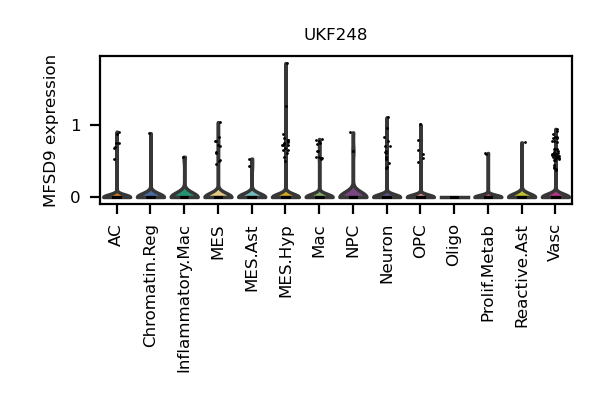 UKF248
MFSD9 expression
1
0
AC
Chromatin.Reg
Inflammatory.Mac
MES
MES.Ast
MES.Hyp
Mac
NPC
Neuron
OPC
Oligo
Prolif.Metab
Reactive.Ast
Vasc